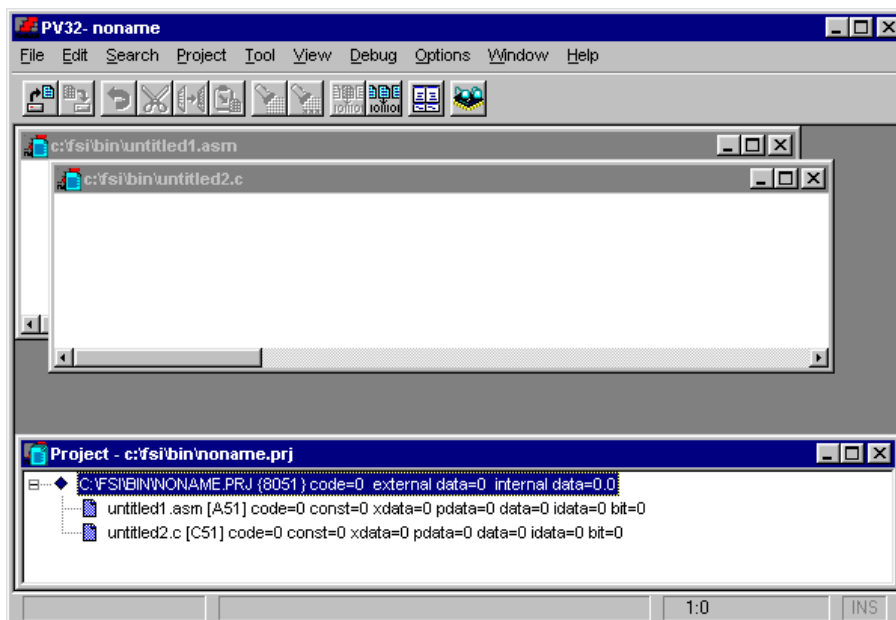 PV32- noname
File Edit Search Project Tool View Debug Options Window Help
c:\fsi\bin\untitled1.asm
c:\fsi\bin\untitled2.c
Project - c:\fsi\bin\noname.prj
C:\FSI\BIN\NONAME.PRJ {8051} code=0 external data=0 internal data=0.0
untitled1.asm [A51] code=0 const=0 xdata=0 pdata=0 data=0 idata=0 bit=0
untitled2.c [C51] code=0 const=0 xdata=0 pdata=0 data=0 idata=0 bit=0
1:0 INS